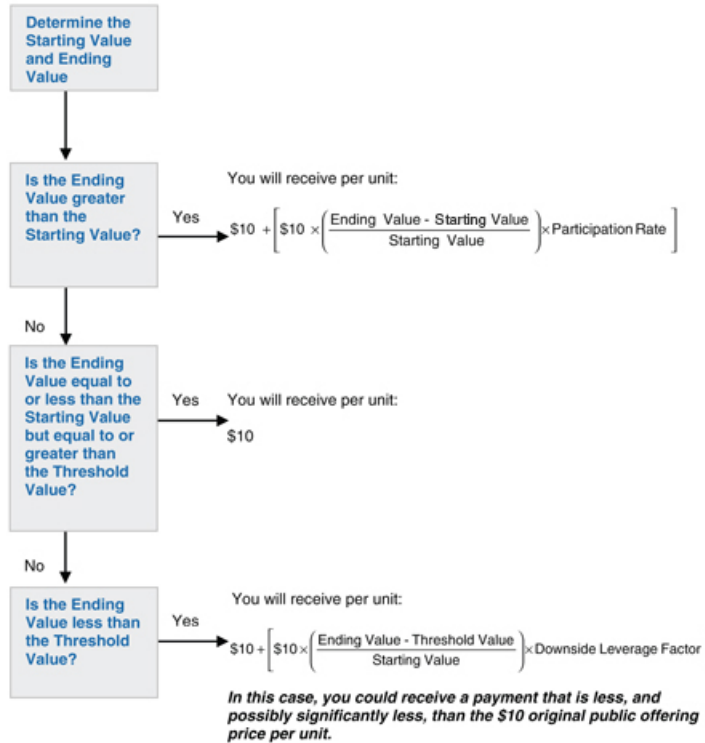 Determine the
Starting Value
and Ending
Value
Is the Ending
Value greater
than the
Starting Value?
Yes
You will receive per unit:
$10 + [ $10 × ( Ending Value - Starting Value
Starting Value ) × Participation Rate ]
No
Is the Ending
Value equal to
or less than the
Starting Value
but equal to or
greater than
the Threshold
Value?
Yes
You will receive per unit:
$10
No
Is the Ending
Value less than
the Threshold
Value?
Yes
You will receive per unit:
$10 + [ $10 × ( Ending Value - Threshold Value
Starting Value ) × Downside Leverage Factor
In this case, you could receive a payment that is less, and
possibly significantly less, than the $10 original public offering
price per unit.